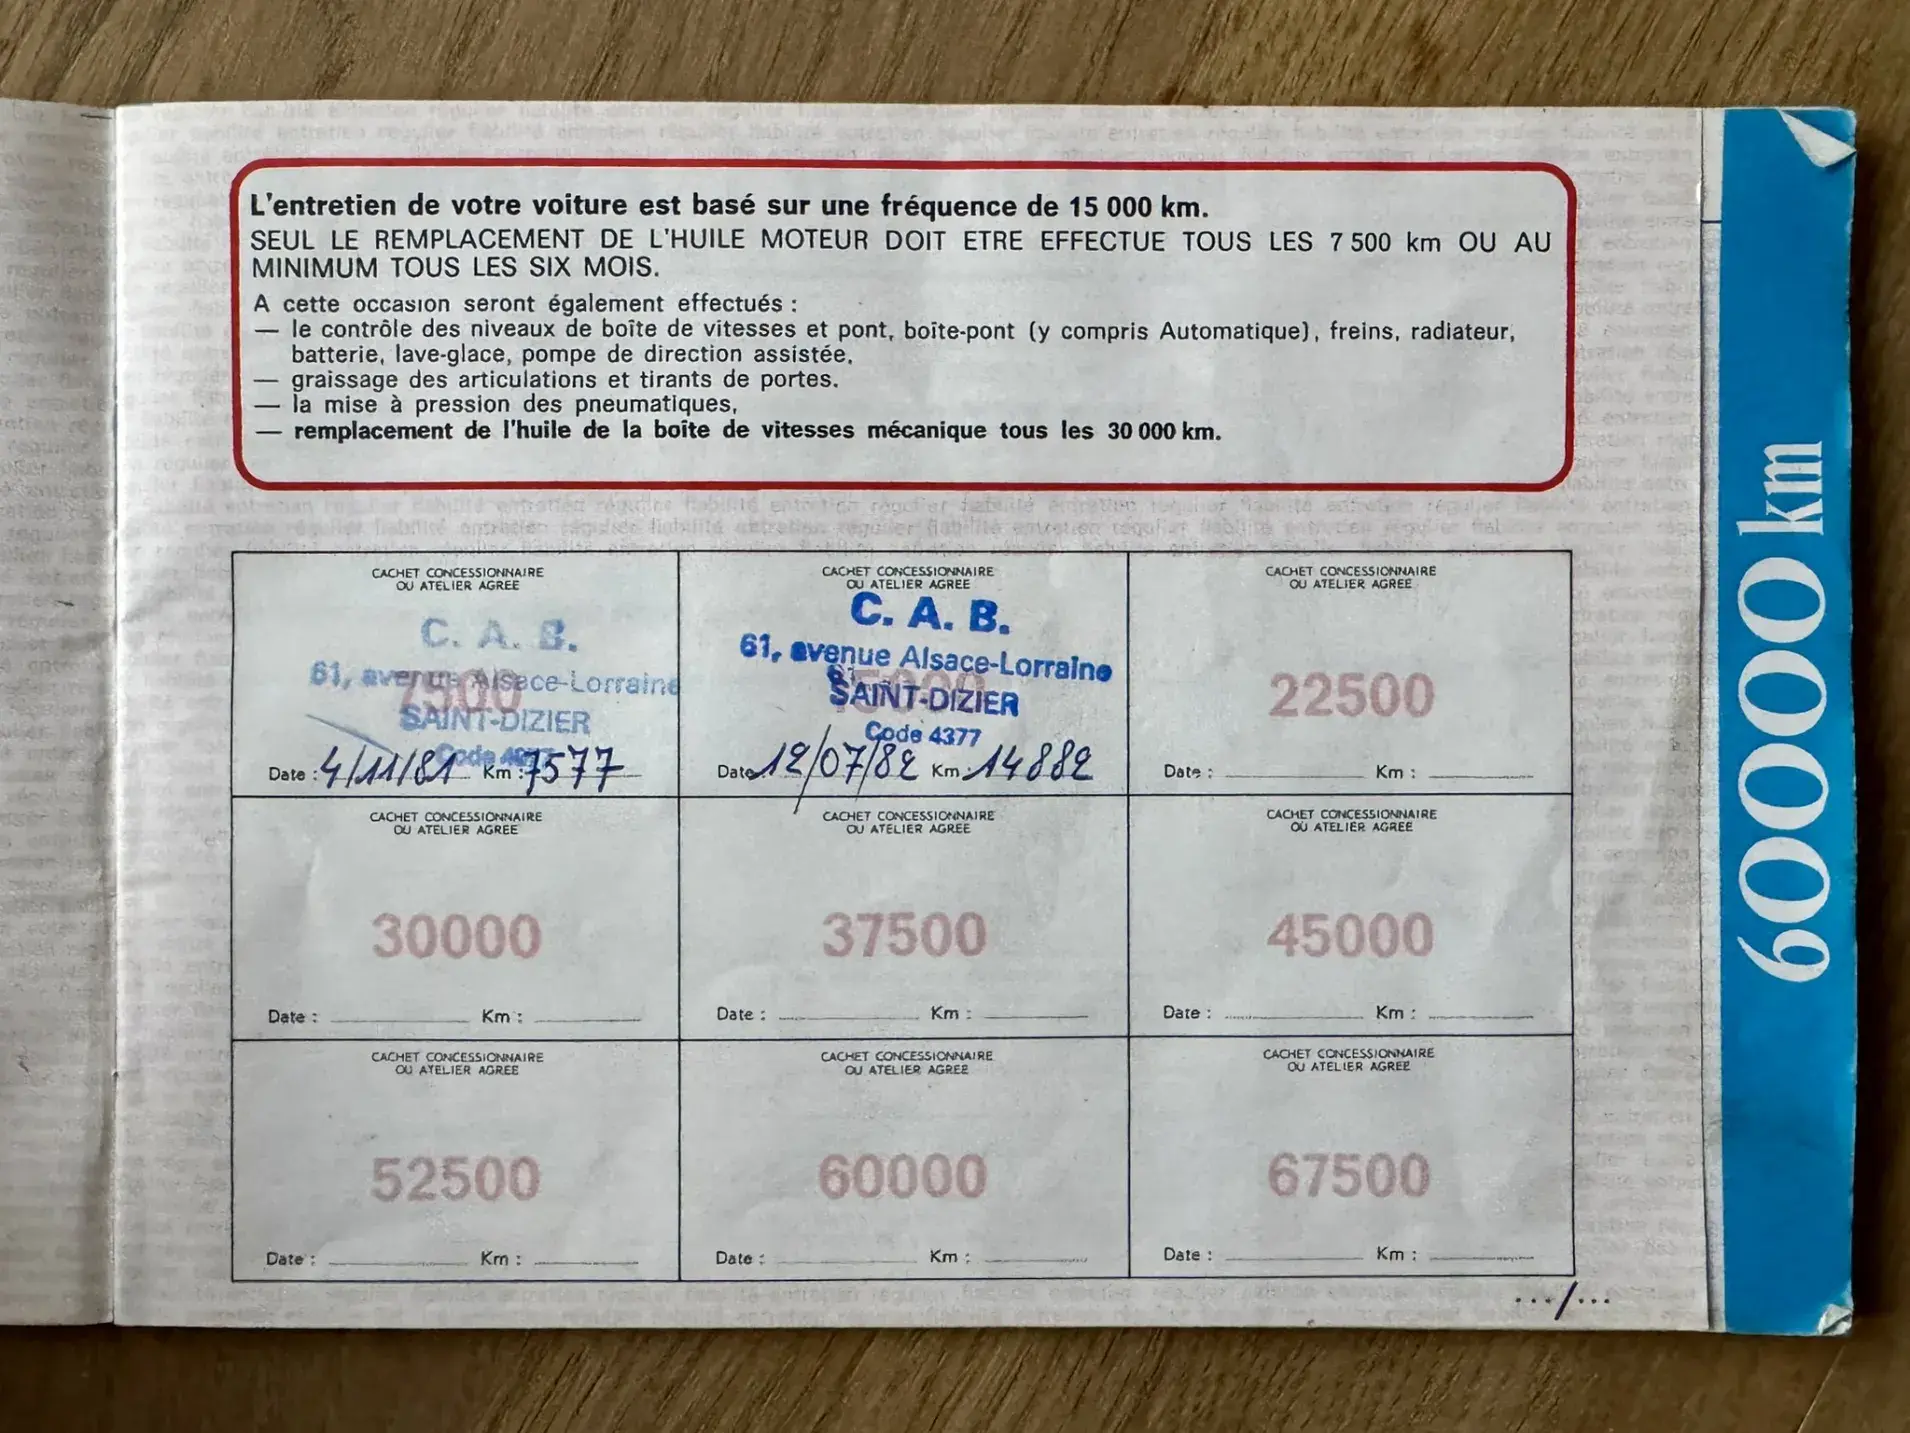 L'entretien de votre voiture est basé sur une fréquence de 15 000 km.
SEUL LE REMPLACEMENT DE L'HUILE MOTEUR DOIT ETRE EFFECTUE TOUS LES 7 500 km OU AU
MINIMUM TOUS LES SIX MOIS.
A cette occasion seront également effectués :
— le contrôle des niveaux de boîte de vitesses et pont, boîte-pont (y compris Automatique), freins, radiateur,
batterie, lave-glace, pompe de direction assistée,
— graissage des articulations et tirants de portes.
— la mise à pression des pneumatiques,
— remplacement de l'huile de la boîte de vitesses mécanique tous les 30 000 km.
CACHET CONCESSIONNAIRE
OU ATELIER AGREE
C. A. B.
61, avenue Alsace-Lorraine
7500
SAINT-DIZIER
Code
Date : 4/11/81 Km : 7577
CACHET CONCESSIONNAIRE
OU ATELIER AGREE
C. A. B.
61, avenue Alsace-Lorraine
15000
SAINT-DIZIER
Code 4377
Date 12/07/82 Km : 14882
CACHET CONCESSIONNAIRE
OU ATELIER AGREE
22500
Date : Km :
CACHET CONCESSIONNAIRE
OU ATELIER AGREE
30000
Date : Km :
CACHET CONCESSIONNAIRE
OU ATELIER AGREE
37500
Date : Km :
CACHET CONCESSIONNAIRE
OU ATELIER AGREE
45000
Date : Km :
CACHET CONCESSIONNAIRE
OU ATELIER AGREE
52500
Date : Km :
CACHET CONCESSIONNAIRE
OU ATELIER AGREE
60000
Date : Km :
CACHET CONCESSIONNAIRE
OU ATELIER AGREE
67500
Date : Km :
.../...
60000 km